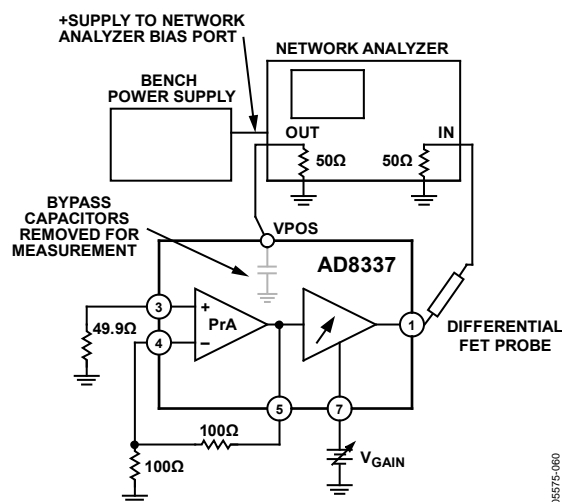 +SUPPLY TO NETWORK
ANALYZER BIAS PORT
NETWORK ANALYZER
BENCH
POWER SUPPLY
OUT
IN
50Ω
50Ω
BYPASS
CAPACITORS
REMOVED FOR
MEASUREMENT
VPOS
AD8337
3
+
PrA
49.9Ω
4
–
1
DIFFERENTIAL
FET PROBE
5
7
100Ω
100Ω
VGAIN
05575-060